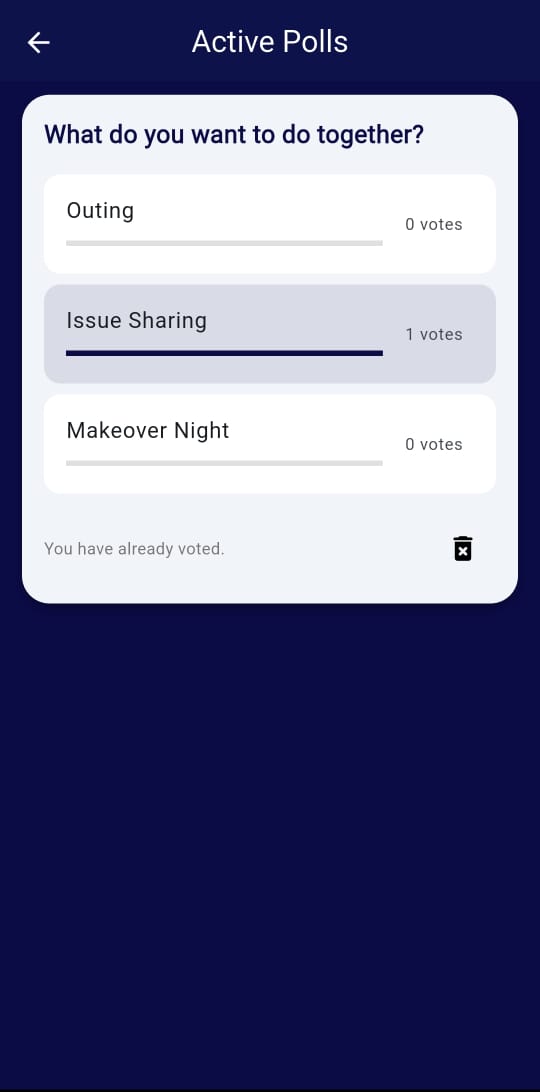 Active Polls
What do you want to do together?
Outing
0 votes
Issue Sharing
1 votes
Makeover Night
0 votes
You have already voted.